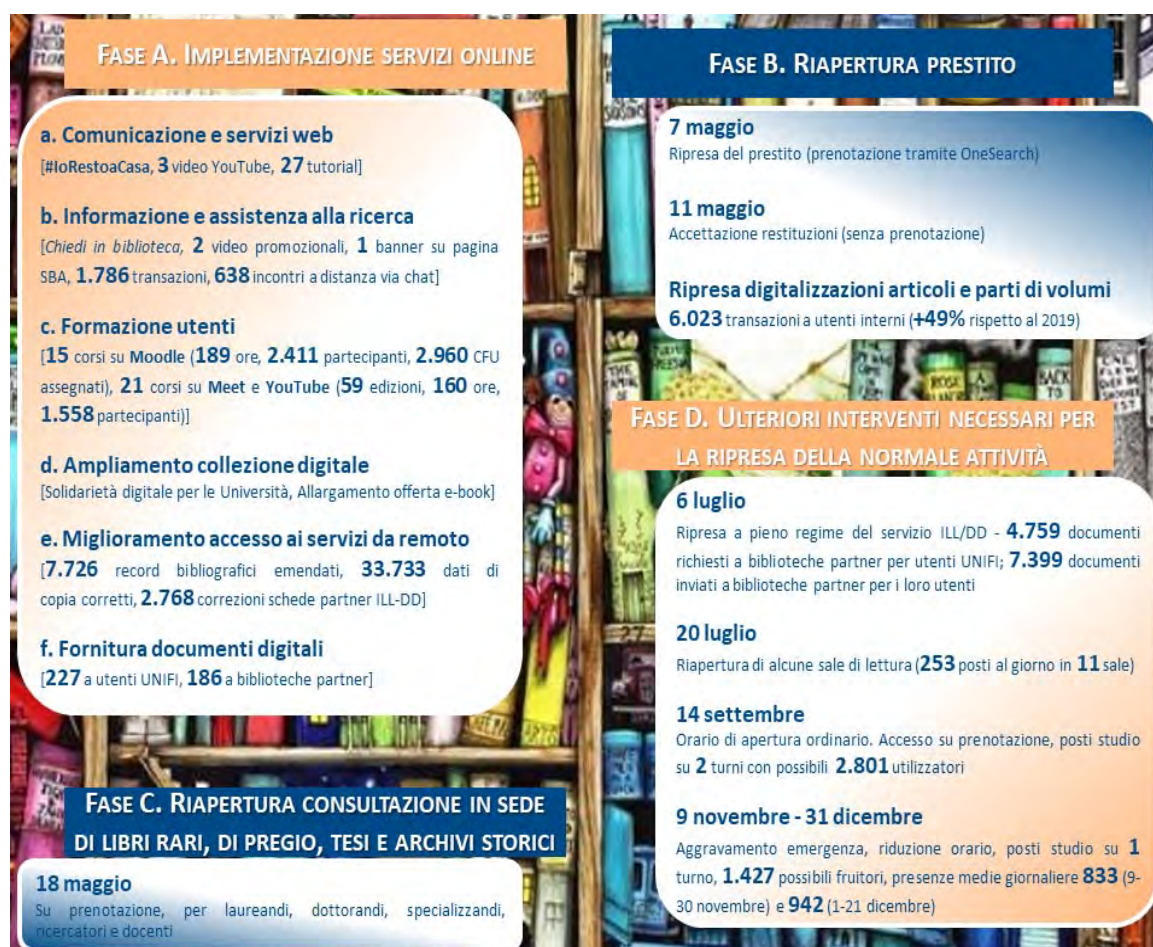 FASE A. IMPLEMENTAZIONE SERVIZI ONLINE
a. Comunicazione e servizi web
[#IoRestoaCasa, 3 video YouTube, 27 tutorial]
b. Informazione e assistenza alla ricerca
[Chiedi in biblioteca, 2 video promozionali, 1 banner su pagina
SBA, 1.786 transazioni, 638 incontri a distanza via chat]
c. Formazione utenti
[15 corsi su Moodle (189 ore, 2.411 partecipanti, 2.960 CFU
assegnati), 21 corsi su Meet e YouTube (59 edizioni, 160 ore,
1.558 partecipanti)]
d. Ampliamento collezione digitale
[Solidarietà digitale per le Università, Allargamento offerta e-book]
e. Miglioramento accesso ai servizi da remoto
[7.726 record bibliografici emendati, 33.733 dati di
copia corretti, 2.768 correzioni schede partner ILL-DD]
f. Fornitura documenti digitali
[227 a utenti UNIFI, 186 a biblioteche partner]
FASE B. RIAPERTURA PRESTITO
7 maggio
Ripresa del prestito (prenotazione tramite OneSearch)
11 maggio
Accettazione restituzioni (senza prenotazione)
Ripresa digitalizzazioni articoli e parti di volumi
6.023 transazioni a utenti interni (+49% rispetto al 2019)
FASE C. RIAPERTURA CONSULTAZIONE IN SEDE
DI LIBRI RARI, DI PREGIO, TESI E ARCHIVI STORICI
18 maggio
Su prenotazione, per laureandi, dottorandi, specializzandi,
ricercatori e docenti
FASE D. ULTERIORI INTERVENTI NECESSARI PER
LA RIPRESA DELLA NORMALE ATTIVITÀ
6 luglio
Ripresa a pieno regime del servizio ILL/DD - 4.759 documenti
richiesti a biblioteche partner per utenti UNIFI; 7.399 documenti
inviati a biblioteche partner per i loro utenti
20 luglio
Riapertura di alcune sale di lettura (253 posti al giorno in 11 sale)
14 settembre
Orario di apertura ordinario. Accesso su prenotazione, posti studio
su 2 turni con possibili 2.801 utilizzatori
9 novembre - 31 dicembre
Aggravamento emergenza, riduzione orario, posti studio su 1
turno, 1.427 possibili fruitori, presenze medie giornaliere 833 (9-
30 novembre) e 942 (1-21 dicembre)